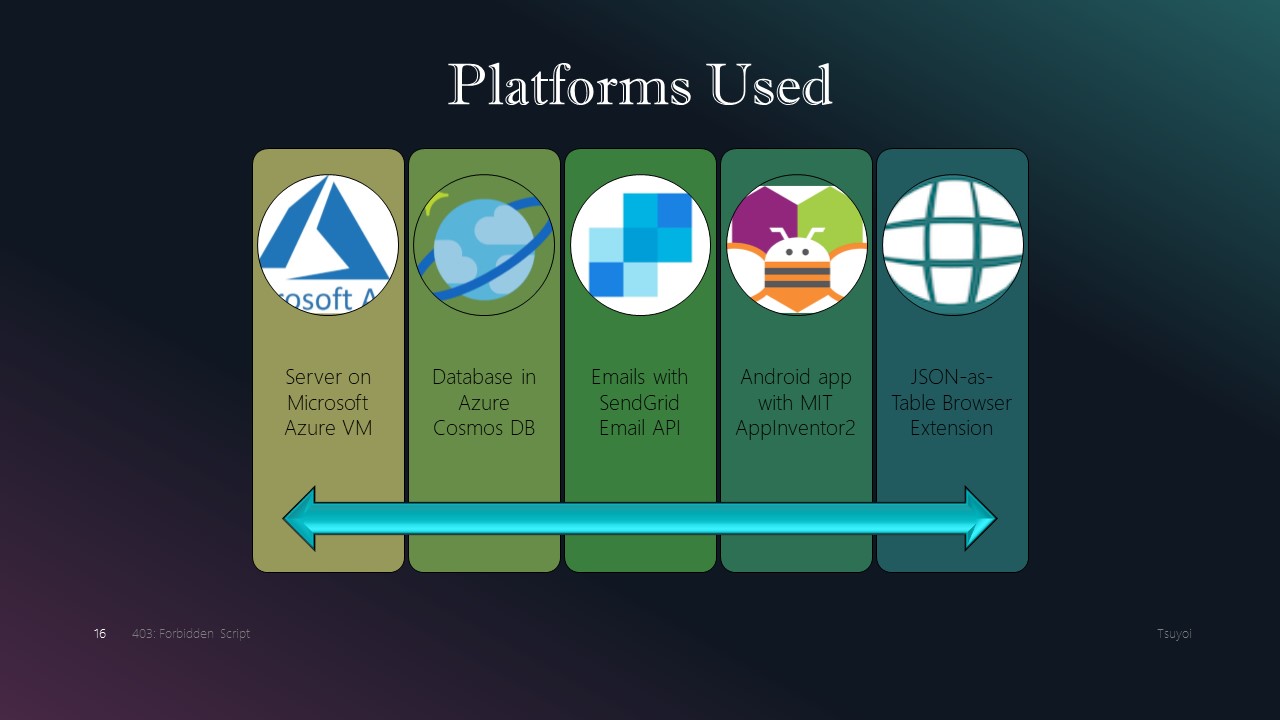 Platforms Used
rosoft A
Server on
Microsoft
Azure VM
Database in
Azure
Cosmos DB
Emails with
SendGrid
Email API
Android app
with MIT
AppInventor2
JSON-as-
Table Browser
Extension
16
403: Forbidden Script
Tsuyoi